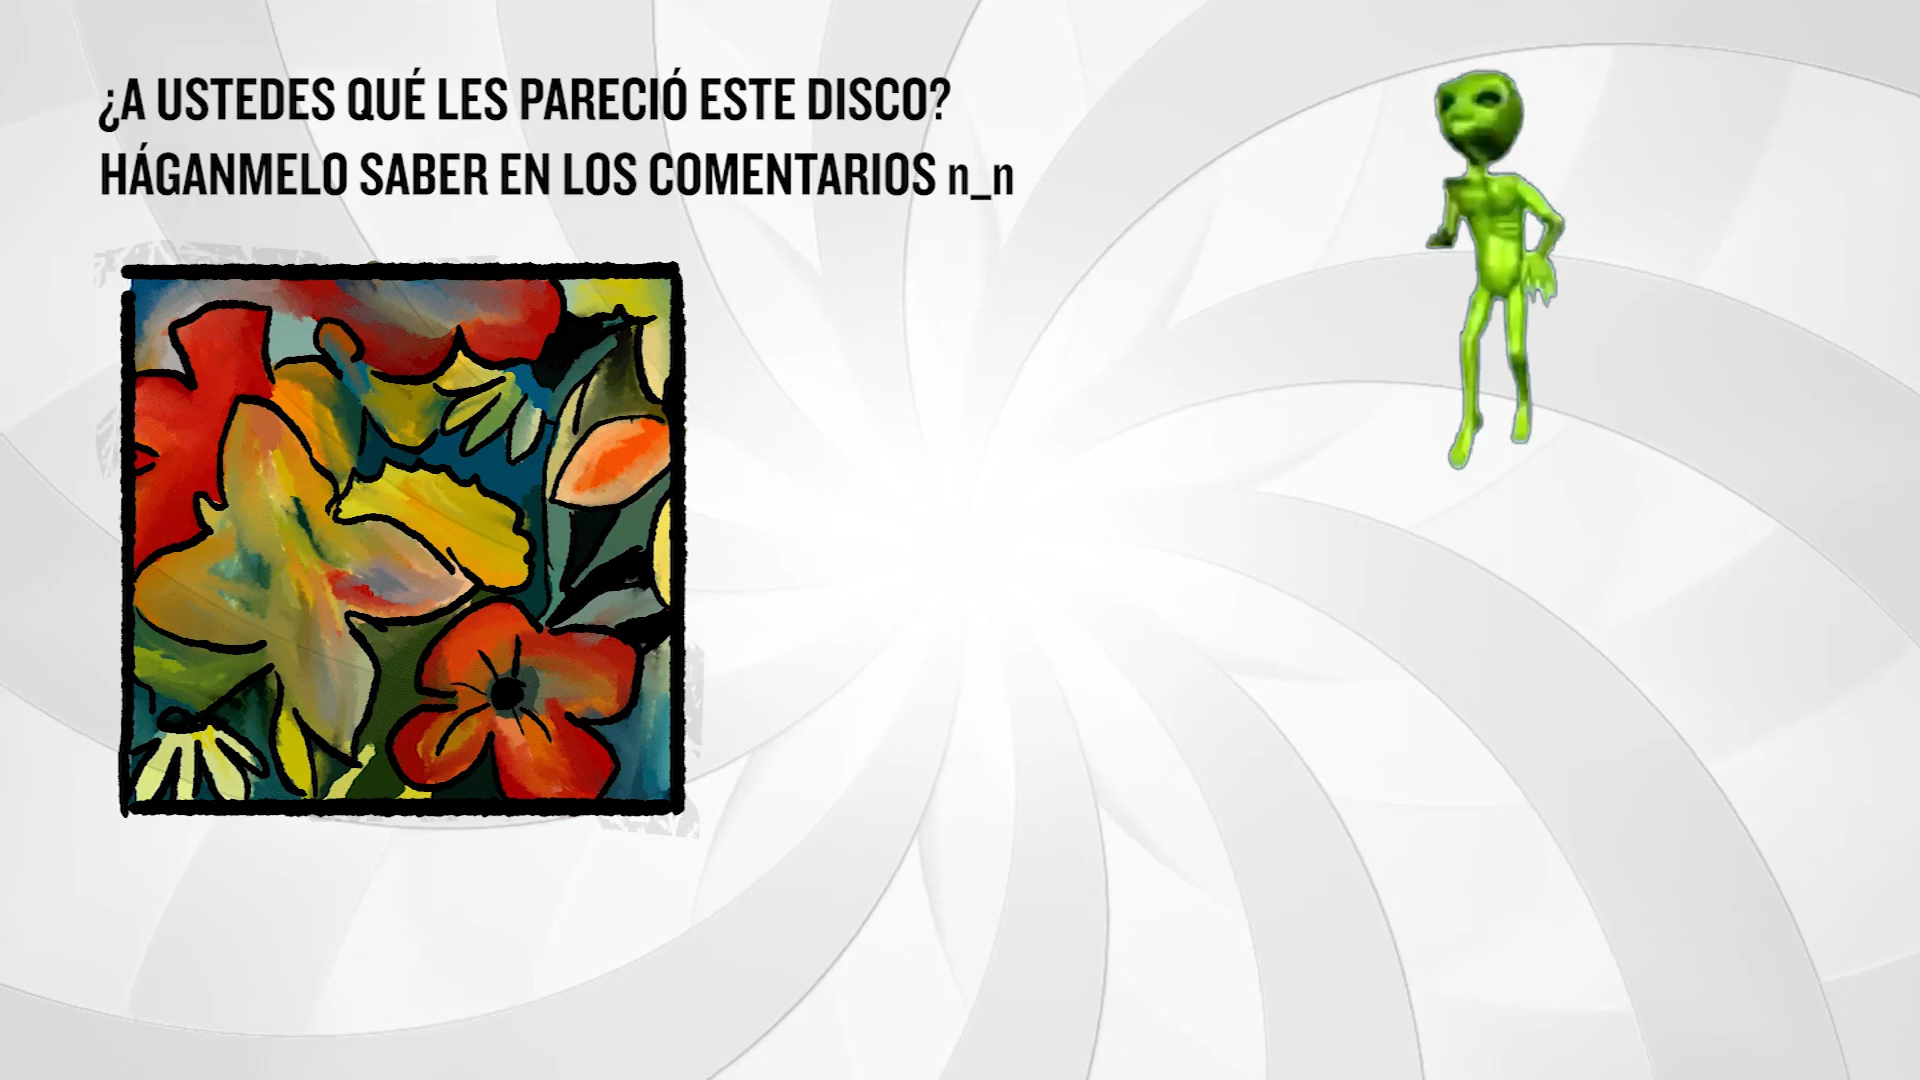 ¿A USTEDES QUÉ LES PARECIÓ ESTE DISCO?
HÁGANMELO SABER EN LOS COMENTARIOS n_n